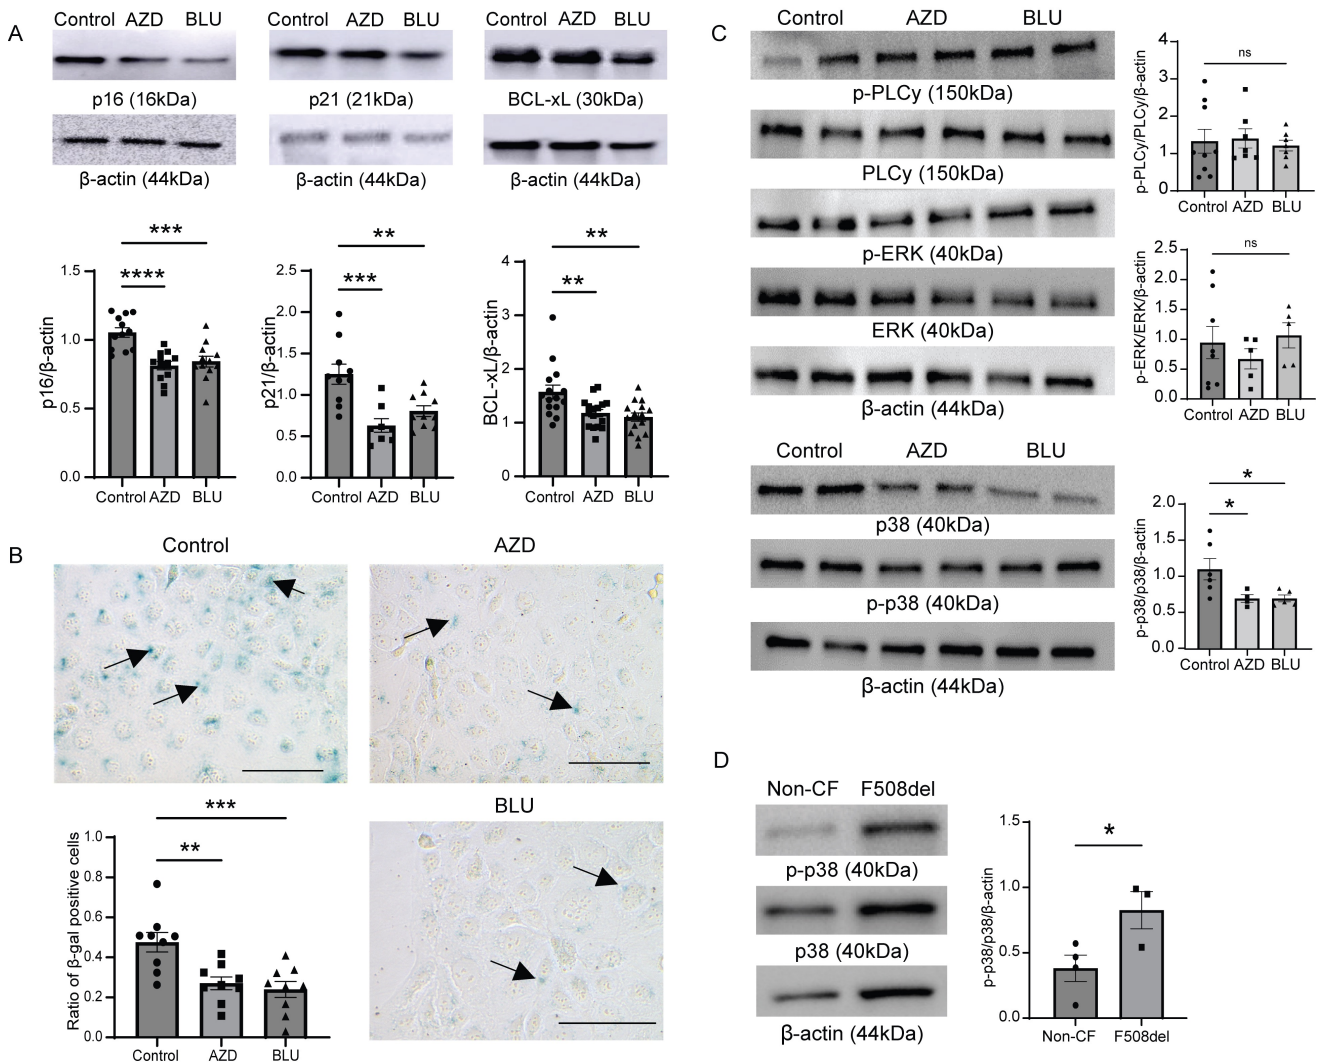 A
Control AZD BLU
p16 (16kDa)
β-actin (44kDa)
Control AZD BLU
p21 (21kDa)
β-actin (44kDa)
Control AZD BLU
BCL-xL (30kDa)
β-actin (44kDa)
p16/β-actin
***
****
1.5
1.0
0.5
0.0
Control AZD BLU
p21/β-actin
**
***
2.5
2.0
1.5
1.0
0.5
0.0
Control AZD BLU
BCL-xL/β-actin
**
**
4
3
2
1
0
Control AZD BLU
B
Control
AZD
BLU
Ratio of β-gal positive cells
***
**
1.0
0.8
0.6
0.4
0.2
0.0
Control AZD BLU
C
Control AZD BLU
p-PLCy (150kDa)
PLCy (150kDa)
p-ERK (40kDa)
ERK (40kDa)
β-actin (44kDa)
p-PLCy/PLCy/β-actin
ns
4
3
2
1
0
Control AZD BLU
p-ERK/ERK/β-actin
ns
2.5
2.0
1.5
1.0
0.5
0.0
Control AZD BLU
Control AZD BLU
p38 (40kDa)
p-p38 (40kDa)
β-actin (44kDa)
p-p38/p38/β-actin
*
*
2.0
1.5
1.0
0.5
0.0
Control AZD BLU
D
Non-CF F508del
p-p38 (40kDa)
p38 (40kDa)
β-actin (44kDa)
p-p38/p38/β-actin
*
1.5
1.0
0.5
0.0
Non-CF F508del